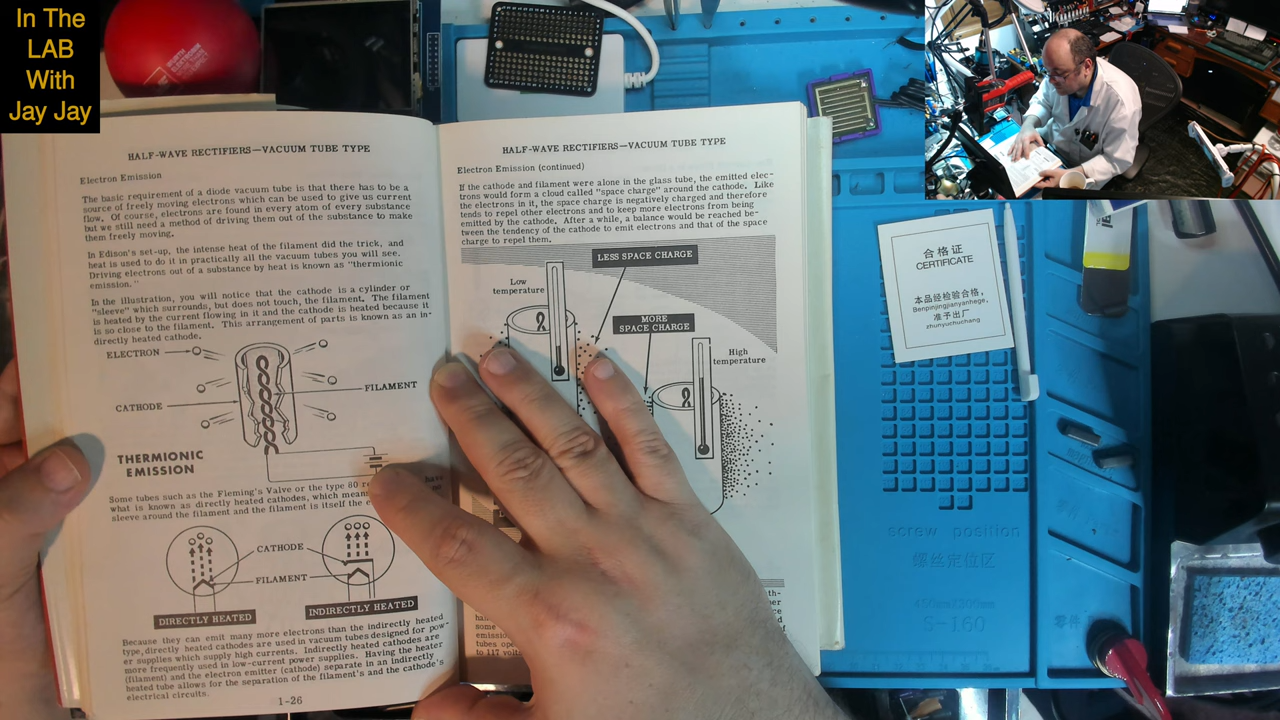 In The
LAB
With
Jay Jay
HALF-WAVE RECTIFIERS—VACUUM TUBE TYPE
Electron Emission
The basic requirement of a diode vacuum tube is that there has to be a
source of freely moving electrons which can be used to give us current
flow. Of course, electrons are found in every atom of every substance
but we still need a method of driving them out of the substance to make
them freely moving.
In Edison's set-up, the intense heat of the filament did the trick, and
heat is used to do it in practically all the vacuum tubes you will see.
Driving electrons out of a substance by heat is known as "thermionic
emission."
In the illustration, you will notice that the cathode is a cylinder or
"sleeve" which surrounds, but does not touch, the filament. The filament
is heated by the current flowing in it and the cathode is heated because it
is so close to the filament. This arrangement of parts is known as an in-
directly heated cathode.
ELECTRON
FILAMENT
CATHODE
THERMIONIC
EMISSION
Some tubes such as the Fleming's Valve or the type 80
have
what is known as directly heated cathodes, which
no
sleeve around the filament and the filament is itself the
CATHODE
FILAMENT
DIRECTLY HEATED
INDIRECTLY HEATED
Because they can emit many more electrons than the indirectly heated
type, directly heated cathodes are used in vacuum tubes designed for pow-
er supplies which supply high currents. Indirectly heated cathodes are
more frequently used in low-current power supplies. Having the heater
(filament) and the electron emitter (cathode) separate in an indirectly
heated tube allows for the separation of the filament's and the cathode's
electrical circuits.
1-26
HALF-WAVE RECTIFIERS—VACUUM TUBE TYPE
Electron Emission (continued)
If the cathode and filament were alone in the glass tube, the emitted elec-
trons would form a cloud called "space charge" around the cathode. Like
the electrons in it, the space charge is negatively charged and therefore
tends to repel other electrons and to keep more electrons from being
emitted by the cathode. After a while, a balance would be reached be-
tween the tendency of the cathode to emit electrons and that of the space
charge to repel them.
LESS SPACE CHARGE
Low
temperature
MORE
SPACE CHARGE
High
temperature
some
emission
tubes
to 117 volts
合格证
CERTIFICATE
本品经检验合格,
Benpinjingjianyanhege,
准予出厂
zhunyuchuchang
screw position
螺丝定位区
450mmx300mm
S-160
零件